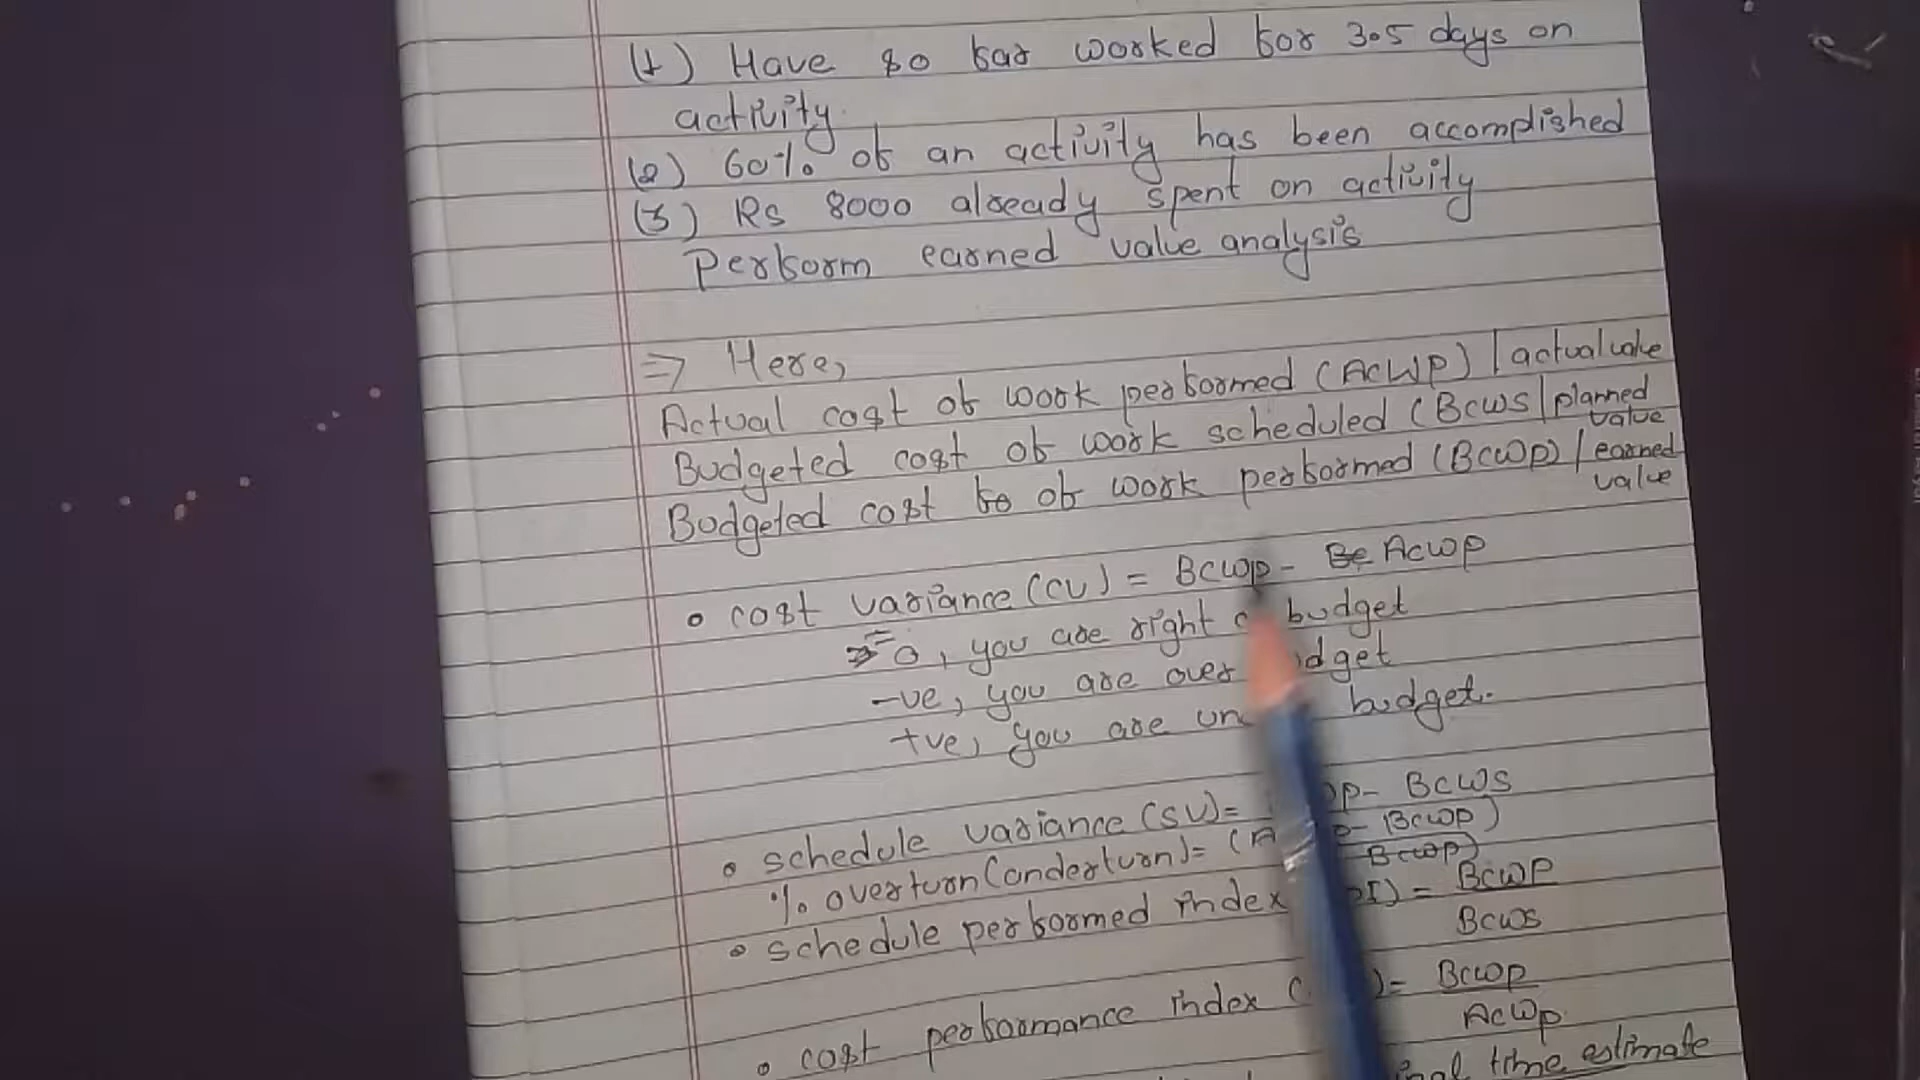 (1) Have so far worked for 3.5 days on
activity.
(2) 60% of an activity has been accomplished
(3) Rs 8000 already spent on activity
Perform earned value analysis
=> Here,
Actual cost of work performed (ACWP) | actual value
Budgeted cost of work scheduled (BCWS | planned value
Budgeted cost to of work performed (BCWP) / earned value
• cost variance (CV) = BCWP - BC ACWP
= 0, you are right budget
-ve, you are over
+ve, you are budget.
• schedule variance (SV) = - BCWS
% overturn (underturn) = - BCWP)
BCWP)
• schedule performed index = BCWP
BCWS
• cost performance index = BCWP
ACWP
time estimate